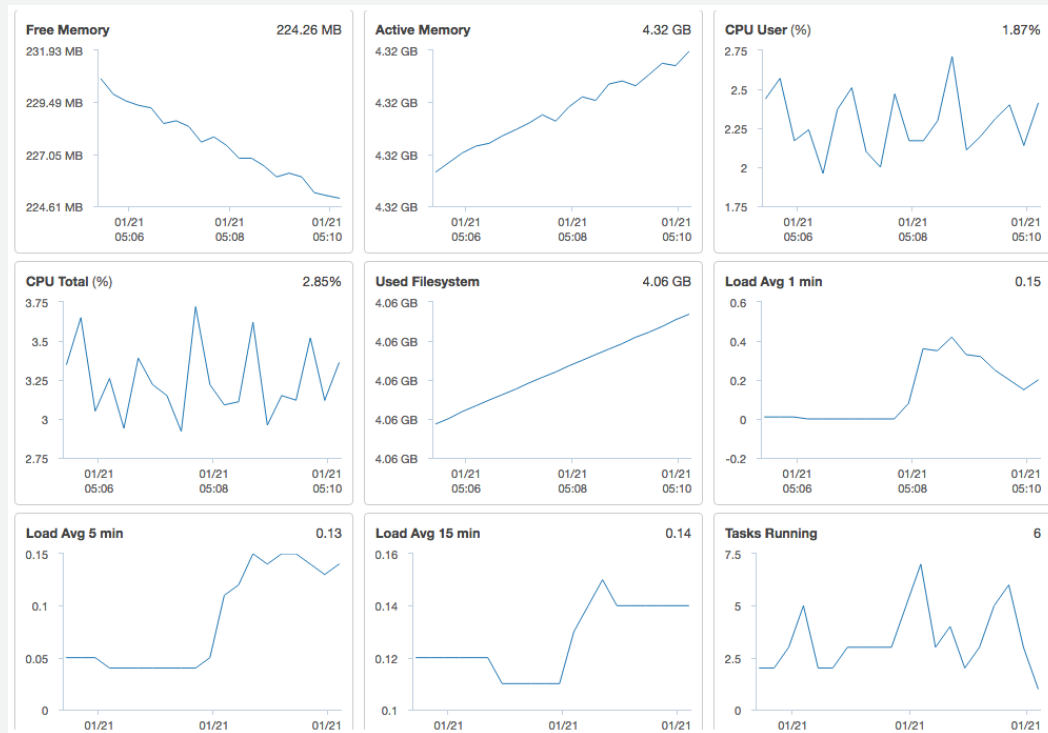 Free Memory 224.26 MB
231.93 MB
229.49 MB
227.05 MB
224.61 MB
01/21 01/21 01/21
05:06 05:08 05:10
Active Memory 4.32 GB
4.32 GB
4.32 GB
4.32 GB
4.32 GB
01/21 01/21 01/21
05:06 05:08 05:10
CPU User (%) 1.87%
2.75
2.5
2.25
2
1.75
01/21 01/21 01/21
05:06 05:08 05:10
CPU Total (%) 2.85%
3.75
3.5
3.25
3
2.75
01/21 01/21 01/21
05:06 05:08 05:10
Used Filesystem 4.06 GB
4.06 GB
4.06 GB
4.06 GB
4.06 GB
4.06 GB
01/21 01/21 01/21
05:06 05:08 05:10
Load Avg 1 min 0.15
0.6
0.4
0.2
0
-0.2
01/21 01/21 01/21
05:06 05:08 05:10
Load Avg 5 min 0.13
0.15
0.1
0.05
0
01/21 01/21 01/21
Load Avg 15 min 0.14
0.16
0.14
0.12
0.1
01/21 01/21 01/21
Tasks Running 6
7.5
5
2.5
0
01/21 01/21 01/21